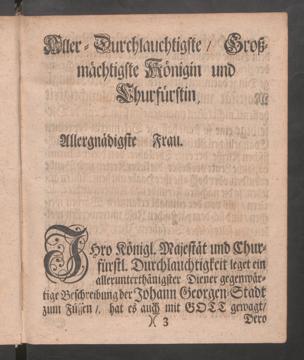 Aller-Durchlauchtigste / Groß-
mächtigste Königin und
Churfürstin,
Allergnädigste Frau.
IHro Königl. Majestät und Chur-
fürstl. Durchlauchtigkeit leget ein
allerunterthänigster Diener gegenwär-
tige Beschreibung der Johann Georgen-Stadt
zum Füßen /, hat es auch mit GOTT gewagt /
)( 3 Dero